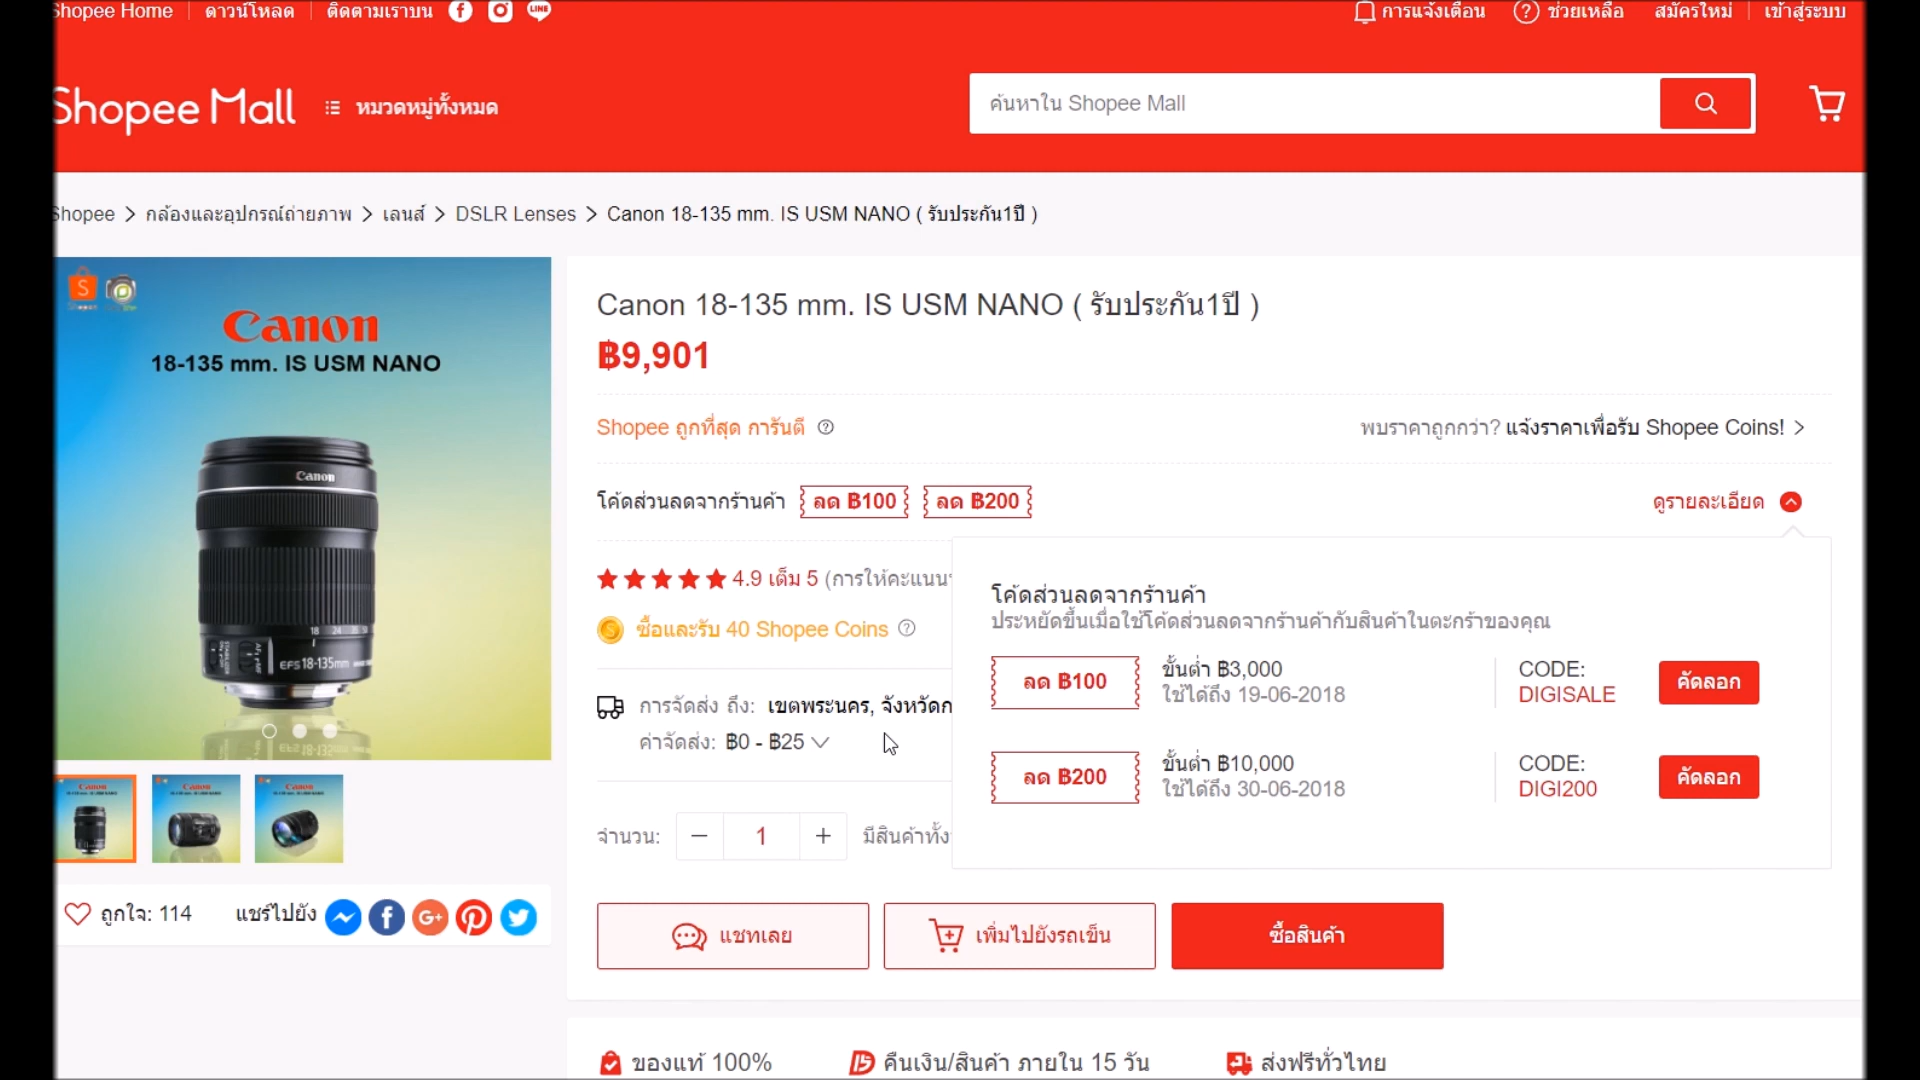 Shopee Home ดาวน์โหลด ติดตามเราบน LINE การแจ้งเตือน ช่วยเหลือ สมัครใหม่ เข้าสู่ระบบ
Shopee Mall หมวดหมู่ทั้งหมด ค้นหาใน Shopee Mall
Shopee > กล้องและอุปกรณ์ถ่ายภาพ > เลนส์ > DSLR Lenses > Canon 18-135 mm. IS USM NANO ( รับประกัน1ปี )
Canon
18-135 mm. IS USM NANO
Canon
EFS 18-135mm
Canon 18-135 mm. IS USM NANO ( รับประกัน1ปี )
฿9,901
Shopee ถูกที่สุด การันตี พบราคาถูกกว่า? แจ้งราคาเพื่อรับ Shopee Coins! >
โค้ดส่วนลดจากร้านค้า ลด ฿100 ลด ฿200 ดูรายละเอียด
4.9 เต็ม 5 (การให้คะแนน
ซื้อและรับ 40 Shopee Coins
การจัดส่ง ถึง: เขตพระนคร, จังหวัดก
ค่าจัดส่ง: ฿0 - ฿25
จำนวน: — 1 + มีสินค้าทั้ง
โค้ดส่วนลดจากร้านค้า
ประหยัดขึ้นเมื่อใช้โค้ดส่วนลดจากร้านค้ากับสินค้าในตะกร้าของคุณ
ลด ฿100 ขั้นต่ำ ฿3,000 CODE: คัดลอก
ใช้ได้ถึง 19-06-2018 DIGISALE
ลด ฿200 ขั้นต่ำ ฿10,000 CODE: คัดลอก
ใช้ได้ถึง 30-06-2018 DIGI200
ถูกใจ: 114 แชร์ไปยัง
แชทเลย เพิ่มไปยังรถเข็น ซื้อสินค้า
ของแท้ 100% คืนเงิน/สินค้า ภายใน 15 วัน ส่งฟรีทั่วไทย